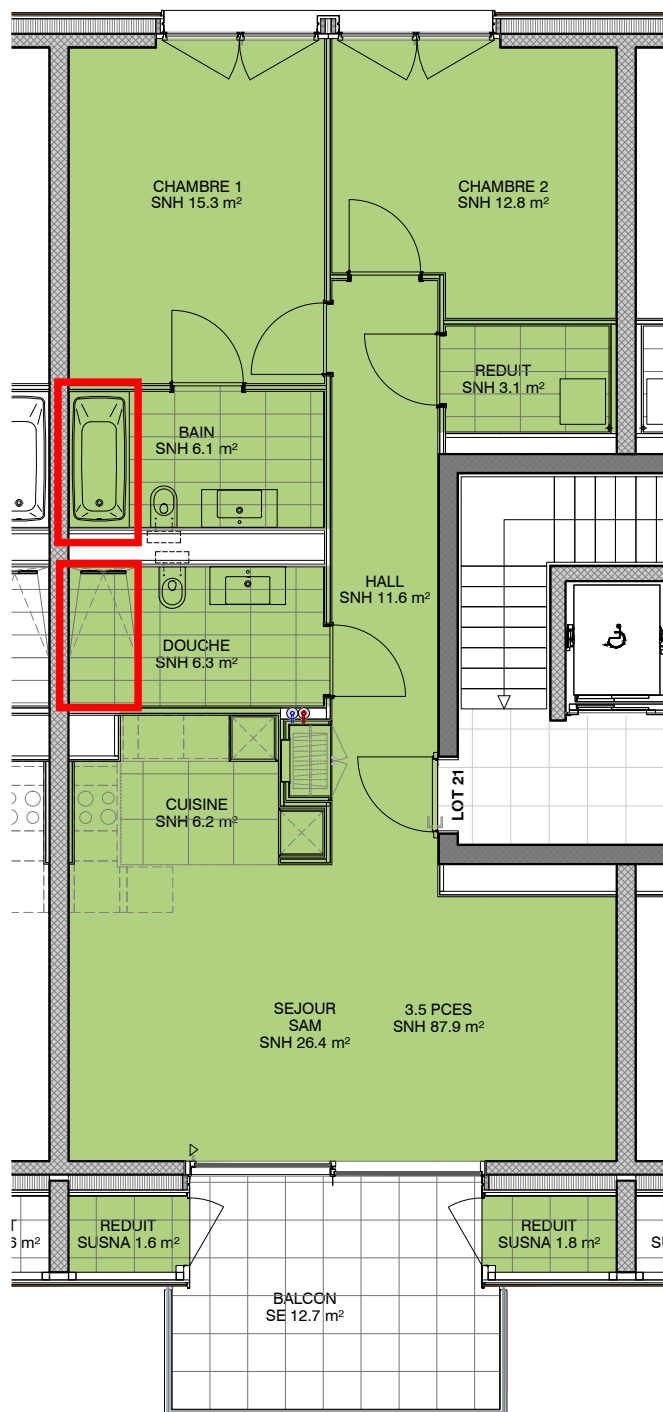 CHAMBRE 1
SNH 15.3 m²
CHAMBRE 2
SNH 12.8 m²
REDUIT
SNH 3.1 m²
BAIN
SNH 6.1 m²
HALL
SNH 11.6 m²
DOUCHE
SNH 6.3 m²
LOT 21
CUISINE
SNH 6.2 m²
SEJOUR
SAM
SNH 26.4 m²
3.5 PCES
SNH 87.9 m²
REDUIT
SUSNA 1.6 m²
REDUIT
SUSNA 1.8 m²
BALCON
SE 12.7 m²